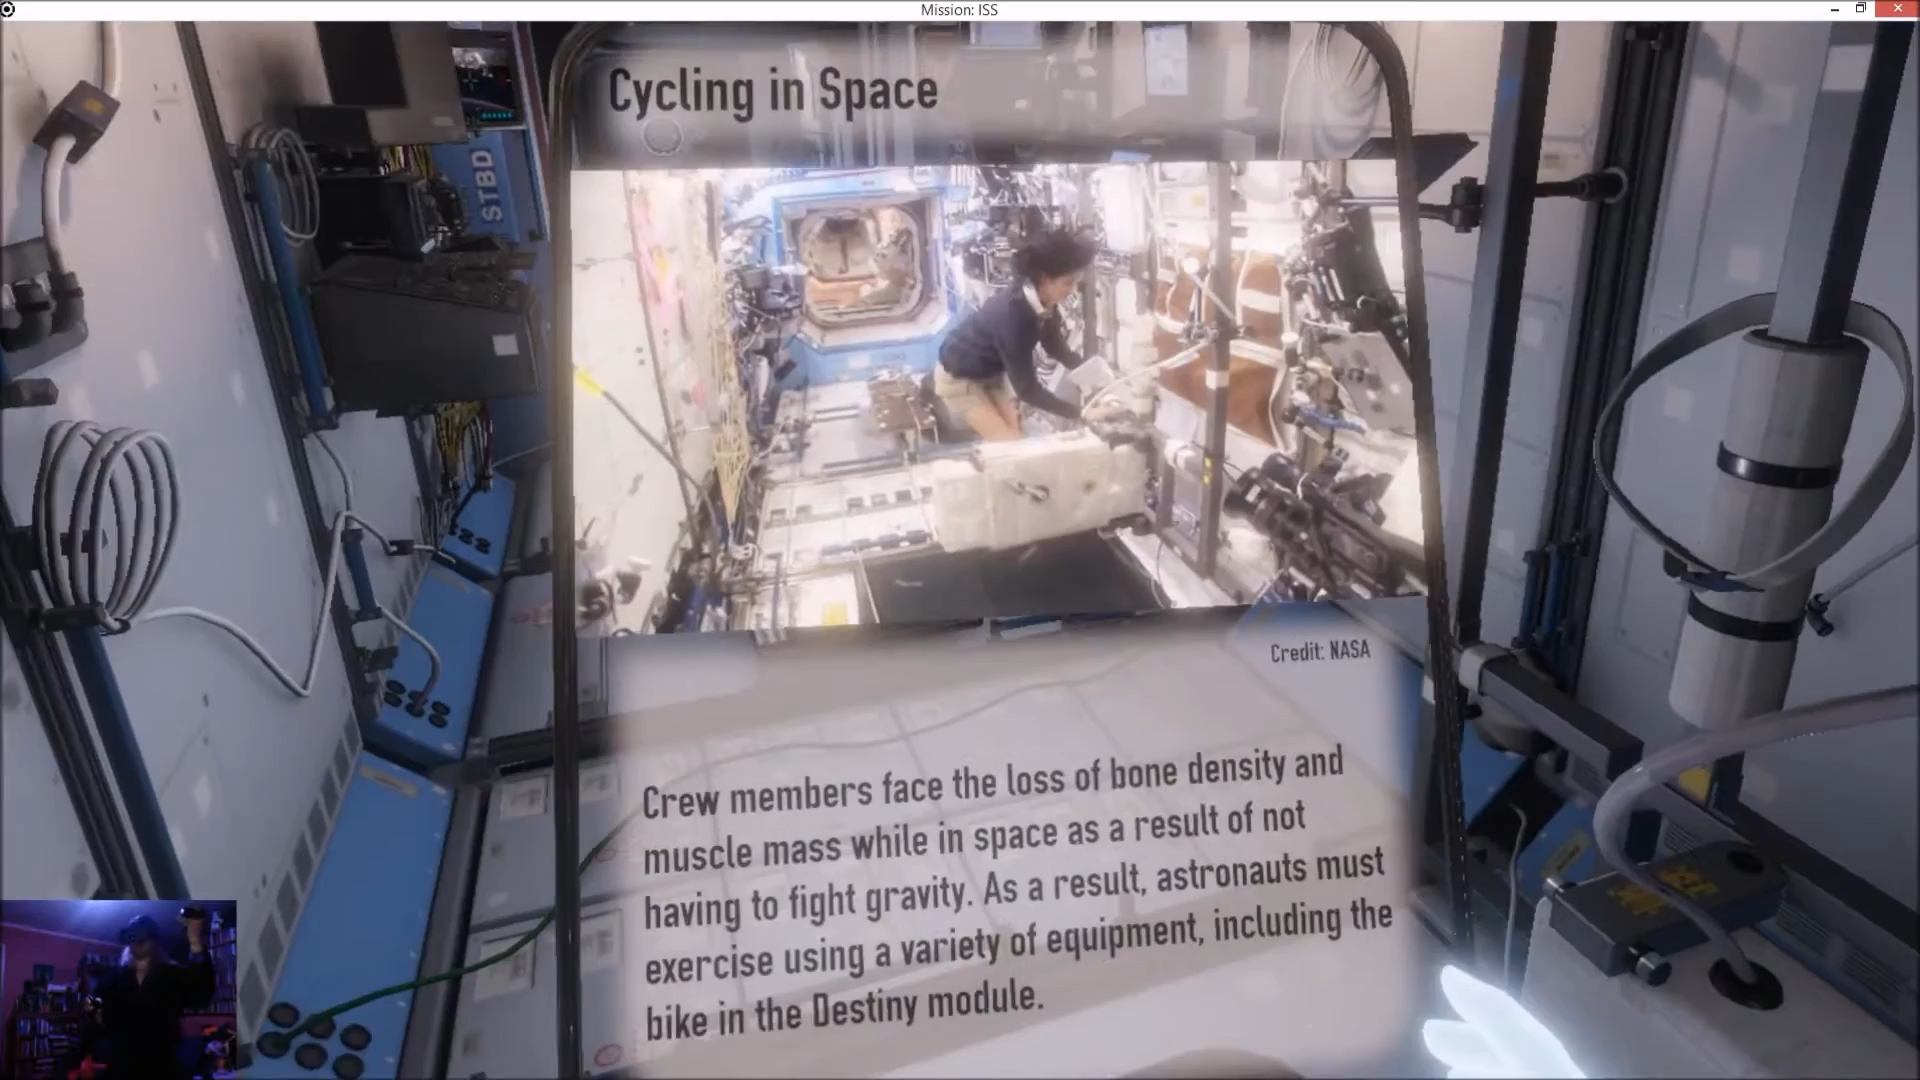 Mission: ISS
Cycling in Space
STBD
Credit: NASA
Crew members face the loss of bone density and
muscle mass while in space as a result of not
having to fight gravity. As a result, astronauts must
exercise using a variety of equipment, including the
bike in the Destiny module.